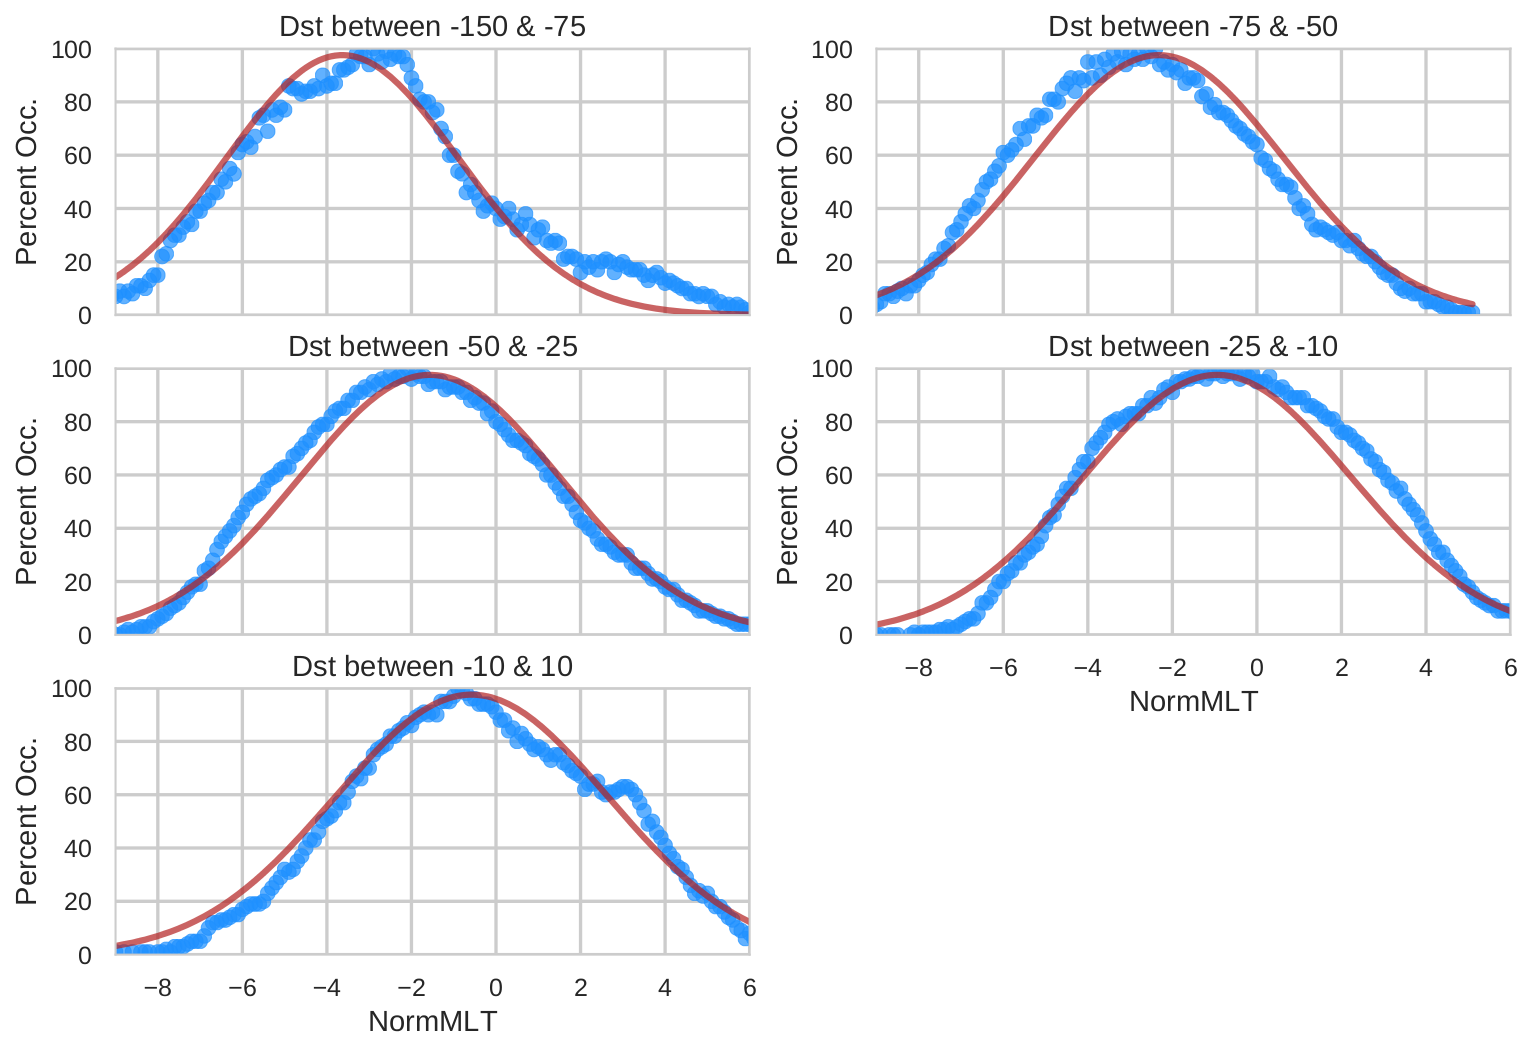 Dst between -150 & -75
100
80
60
40
20
0
Percent Occ.
Dst between -75 & -50
100
80
60
40
20
0
Percent Occ.
Dst between -50 & -25
100
80
60
40
20
0
Percent Occ.
Dst between -25 & -10
100
80
60
40
20
0
Percent Occ.
−8 −6 −4 −2 0 2 4 6
NormMLT
Dst between -10 & 10
100
80
60
40
20
0
Percent Occ.
−8 −6 −4 −2 0 2 4 6
NormMLT